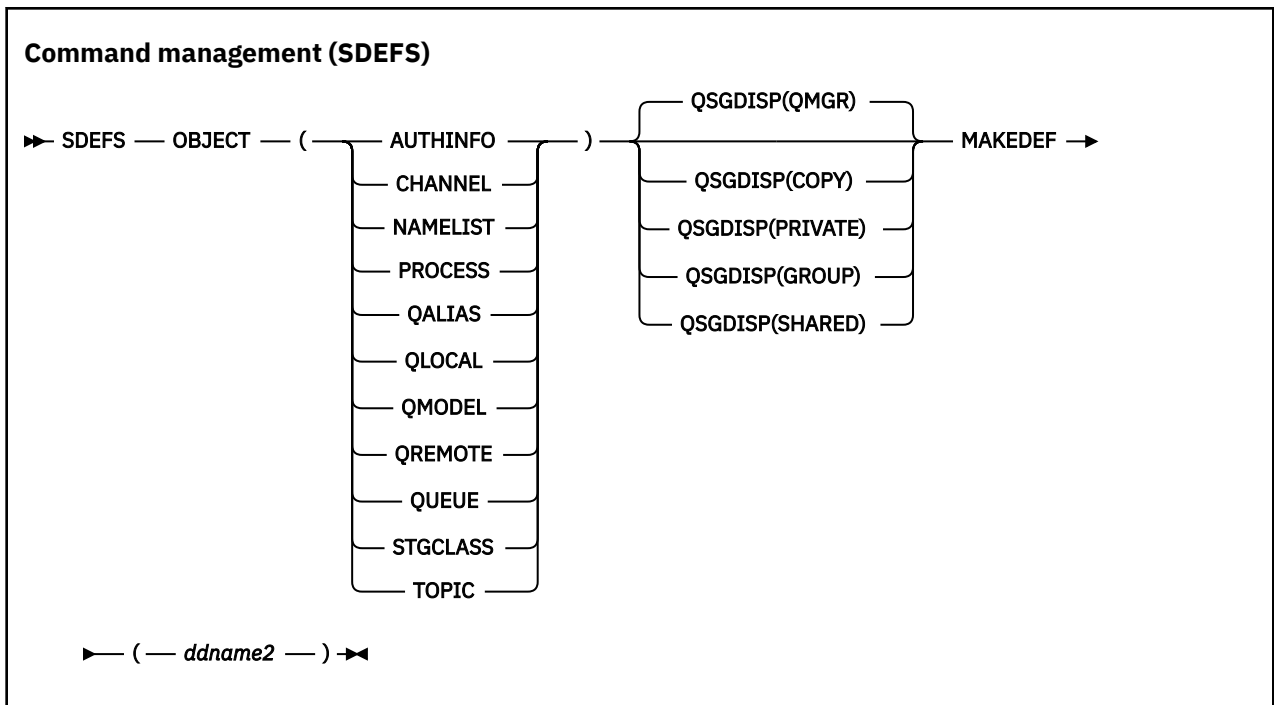 Command management (SDEFS)
QSGDISP(QMGR)
SDEFS OBJECT ( AUTHINFO ) MAKEDEF
CHANNEL QSGDISP(COPY)
NAMELIST QSGDISP(PRIVATE)
PROCESS QSGDISP(GROUP)
QALIAS QSGDISP(SHARED)
QLOCAL
QMODEL
QREMOTE
QUEUE
STGCLASS
TOPIC
( ddname2 )